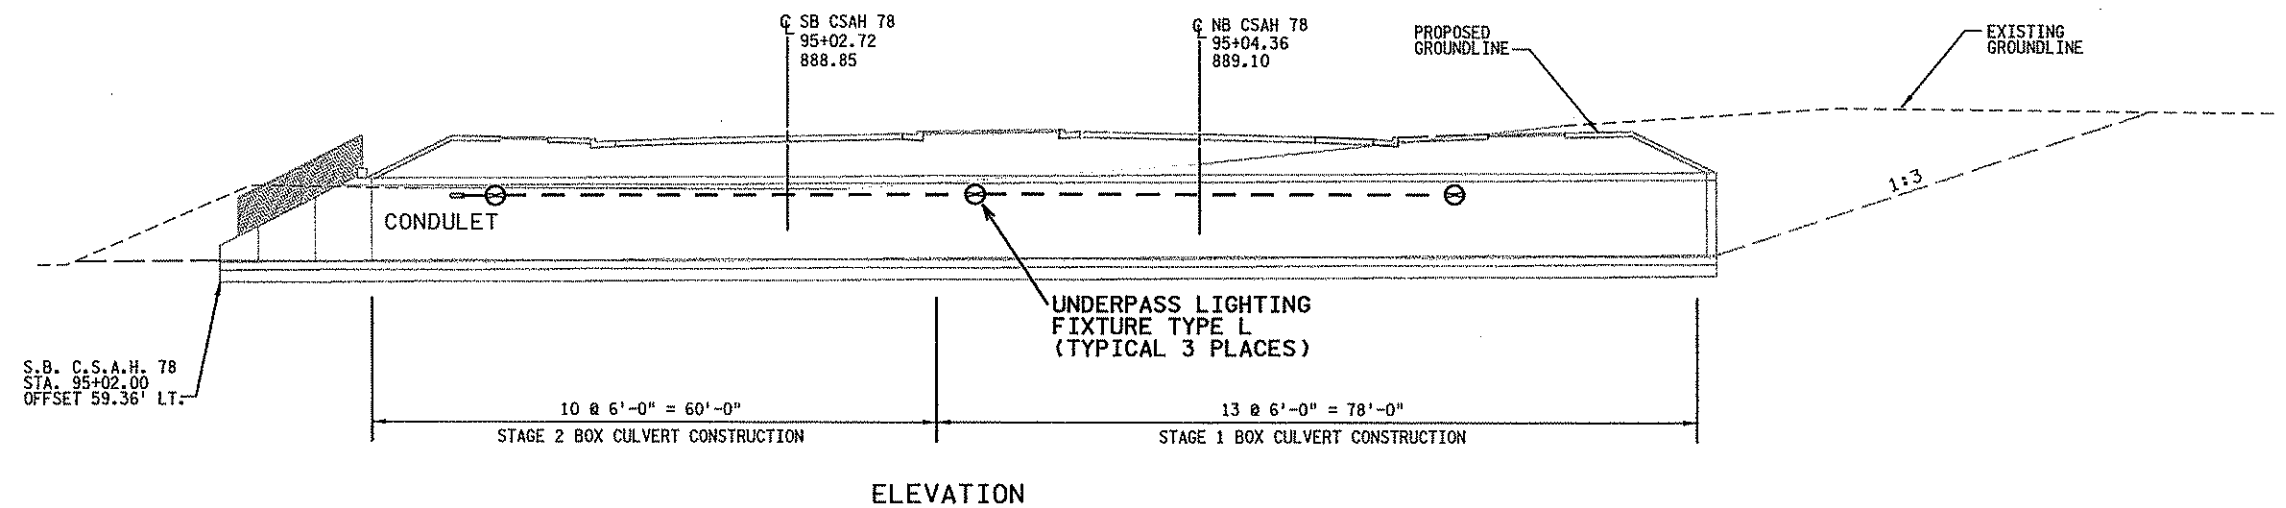 ℄ SB CSAH 78
95+02.72
888.85
℄ NB CSAH 78
95+04.36
889.10
PROPOSED
GROUNDLINE
EXISTING
GROUNDLINE
1:3
CONDULET
UNDERPASS LIGHTING
FIXTURE TYPE L
(TYPICAL 3 PLACES)
S.B. C.S.A.H. 78
STA. 95+02.00
OFFSET 59.36' LT.
10 @ 6'-0" = 60'-0"
STAGE 2 BOX CULVERT CONSTRUCTION
13 @ 6'-0" = 78'-0"
STAGE 1 BOX CULVERT CONSTRUCTION
ELEVATION